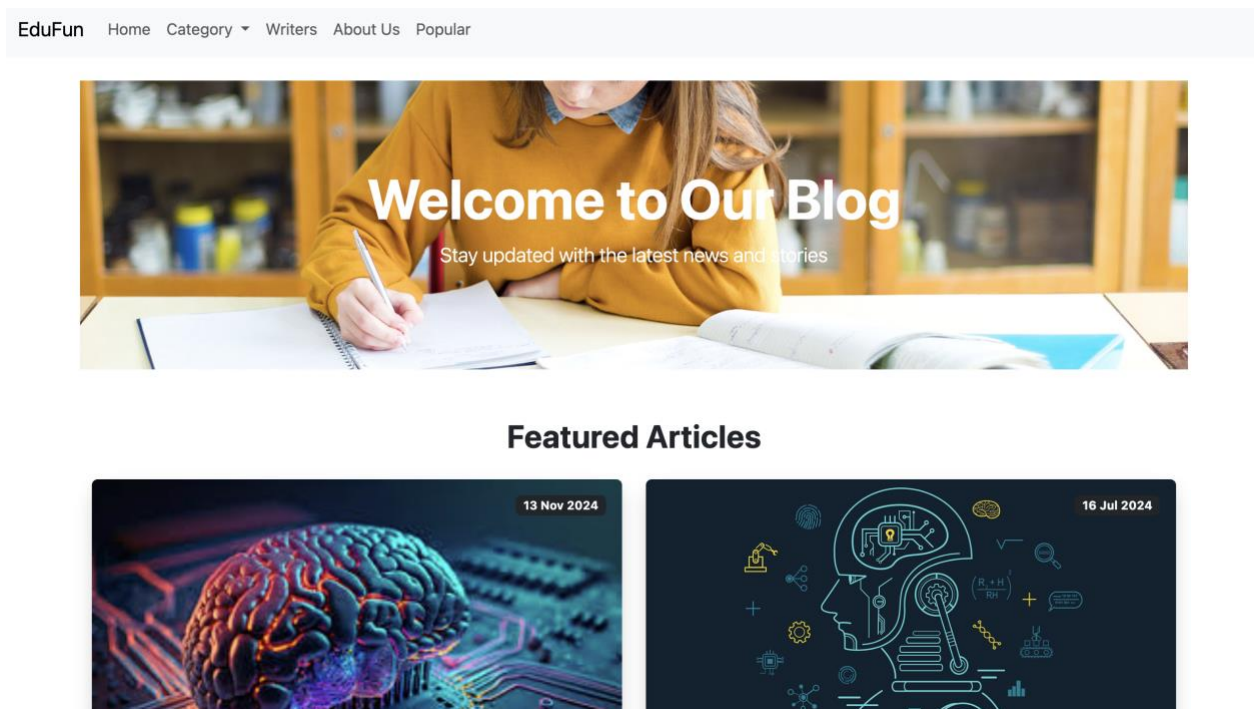 EduFun Home Category Writers About Us Popular
Welcome to Our Blog
Stay updated with the latest news and stories
Featured Articles
13 Nov 2024
16 Jul 2024
R, + H
RH